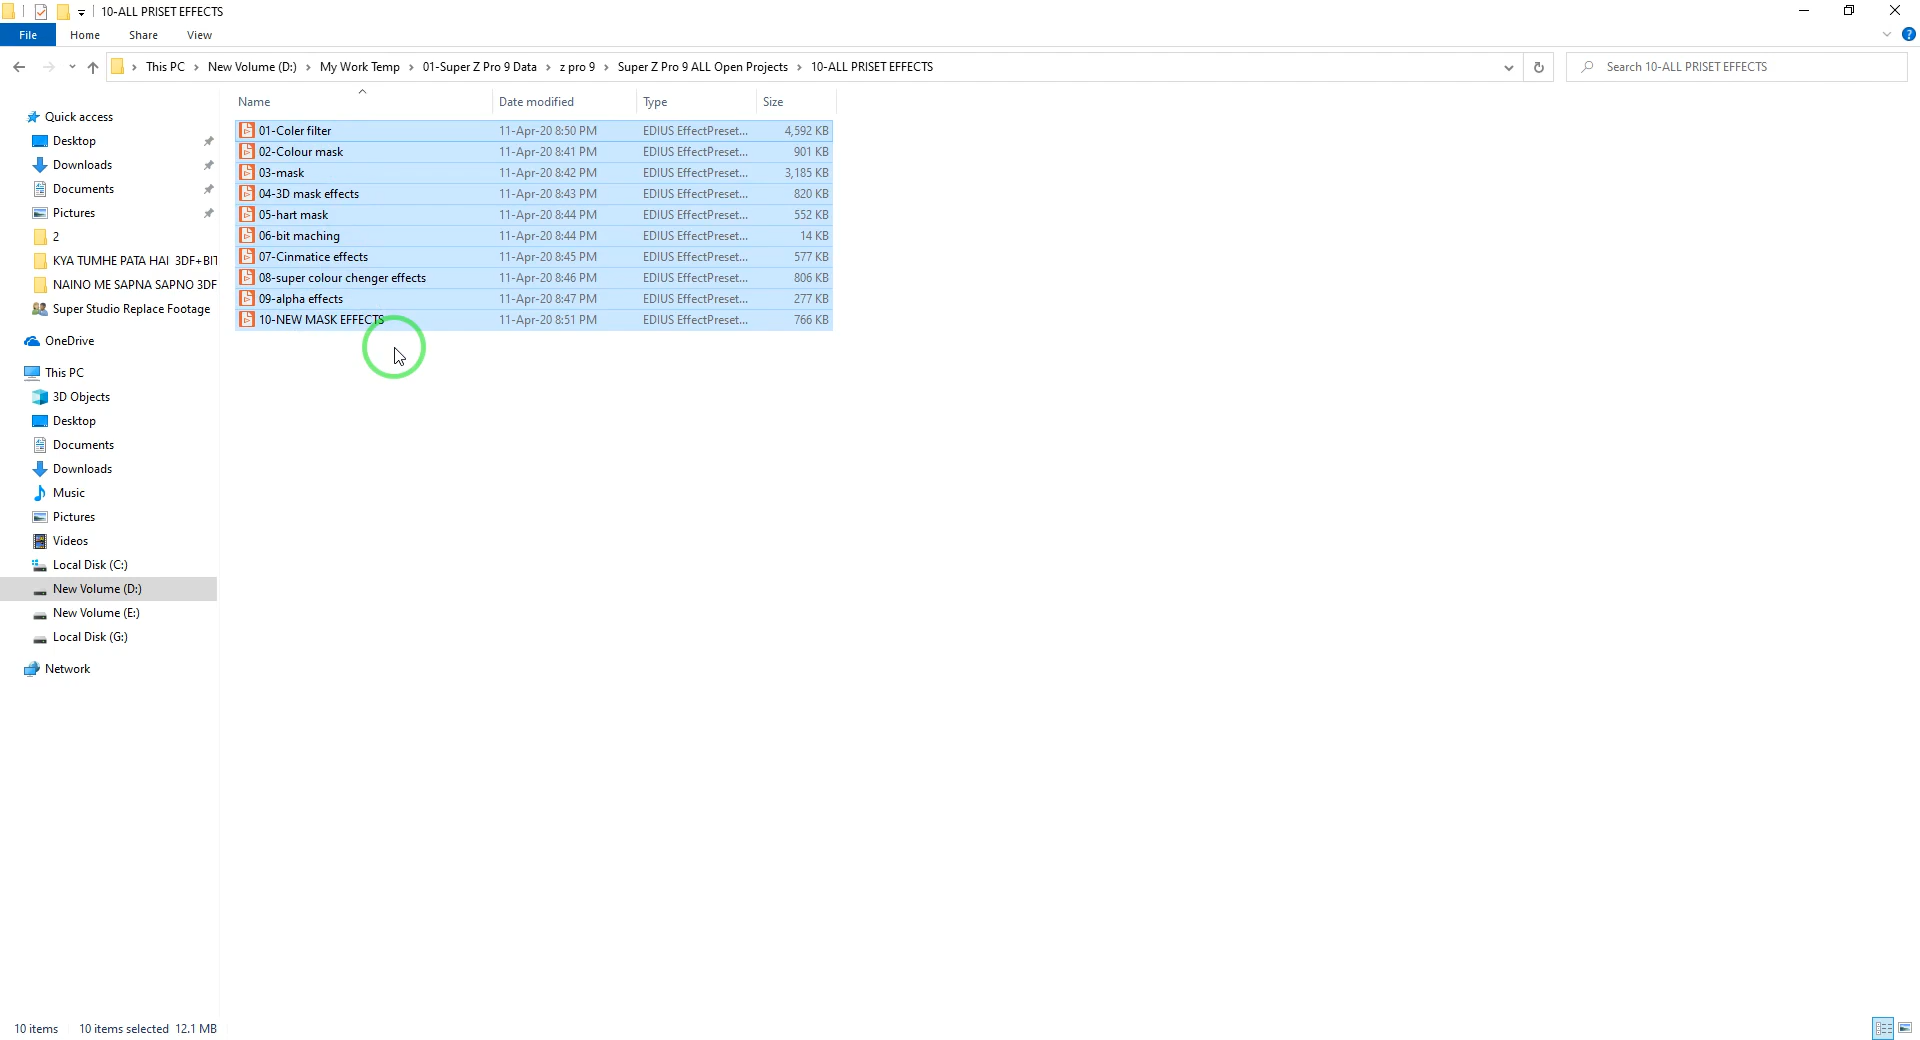 10-ALL PRISET EFFECTS
File Home Share View
This PC New Volume (D:) My Work Temp 01-Super Z Pro 9 Data z pro 9 Super Z Pro 9 ALL Open Projects 10-ALL PRISET EFFECTS Search 10-ALL PRISET EFFECTS
Name Date modified Type Size
Quick access
Desktop
Downloads
Documents
Pictures
2
KYA TUMHE PATA HAI 3DF+BIT
NAINO ME SAPNA SAPNO 3DF
Super Studio Replace Footage
OneDrive
This PC
3D Objects
Desktop
Documents
Downloads
Music
Pictures
Videos
Local Disk (C:)
New Volume (D:)
New Volume (E:)
Local Disk (G:)
Network
01-Coler filter 11-Apr-20 8:50 PM EDIUS EffectPreset... 4,592 KB
02-Colour mask 11-Apr-20 8:41 PM EDIUS EffectPreset... 901 KB
03-mask 11-Apr-20 8:42 PM EDIUS EffectPreset... 3,185 KB
04-3D mask effects 11-Apr-20 8:43 PM EDIUS EffectPreset... 820 KB
05-hart mask 11-Apr-20 8:44 PM EDIUS EffectPreset... 552 KB
06-bit maching 11-Apr-20 8:44 PM EDIUS EffectPreset... 14 KB
07-Cinmatice effects 11-Apr-20 8:45 PM EDIUS EffectPreset... 577 KB
08-super colour chenger effects 11-Apr-20 8:46 PM EDIUS EffectPreset... 806 KB
09-alpha effects 11-Apr-20 8:47 PM EDIUS EffectPreset... 277 KB
10-NEW MASK EFFECTS 11-Apr-20 8:51 PM EDIUS EffectPreset... 766 KB
10 items 10 items selected 12.1 MB